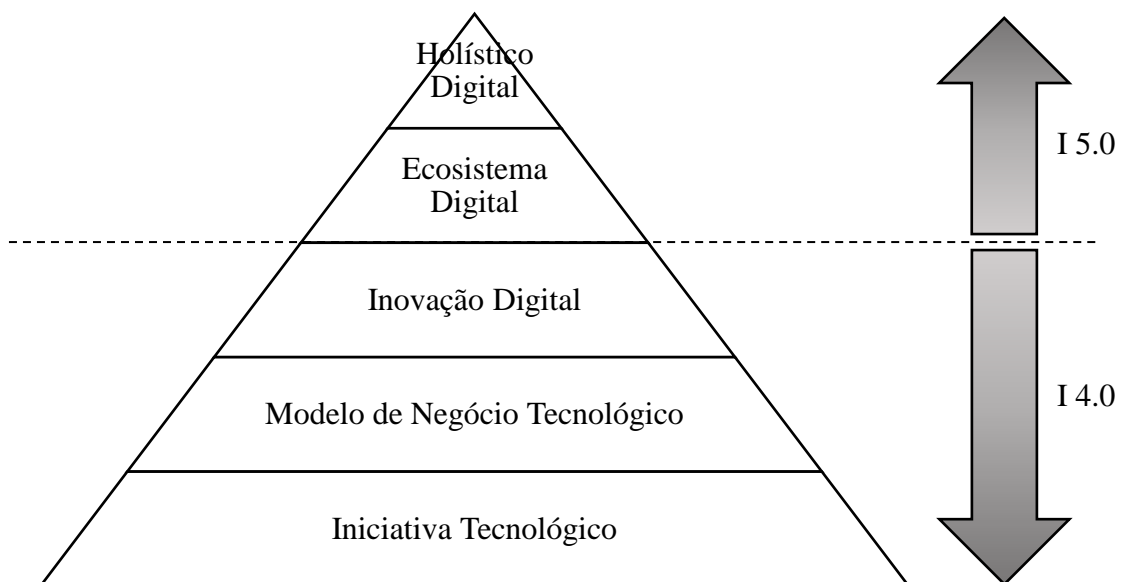 Holístico
Digital
I 5.0
Ecosistema
Digital
Inovação Digital
I 4.0
Modelo de Negócio Tecnológico
Iniciativa Tecnológico